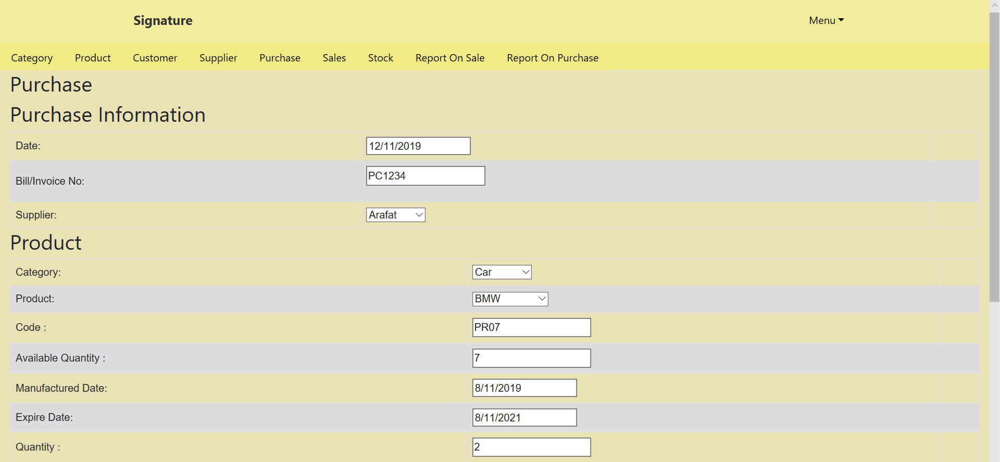 Signature
Menu
Category Product Customer Supplier Purchase Sales Stock Report On Sale Report On Purchase
Purchase
Purchase Information
Date: 12/11/2019
Bill/Invoice No: PC1234
Supplier: Arafat
Product
Category: Car
Product: BMW
Code : PR07
Available Quantity : 7
Manufactured Date: 8/11/2019
Expire Date: 8/11/2021
Quantity : 2